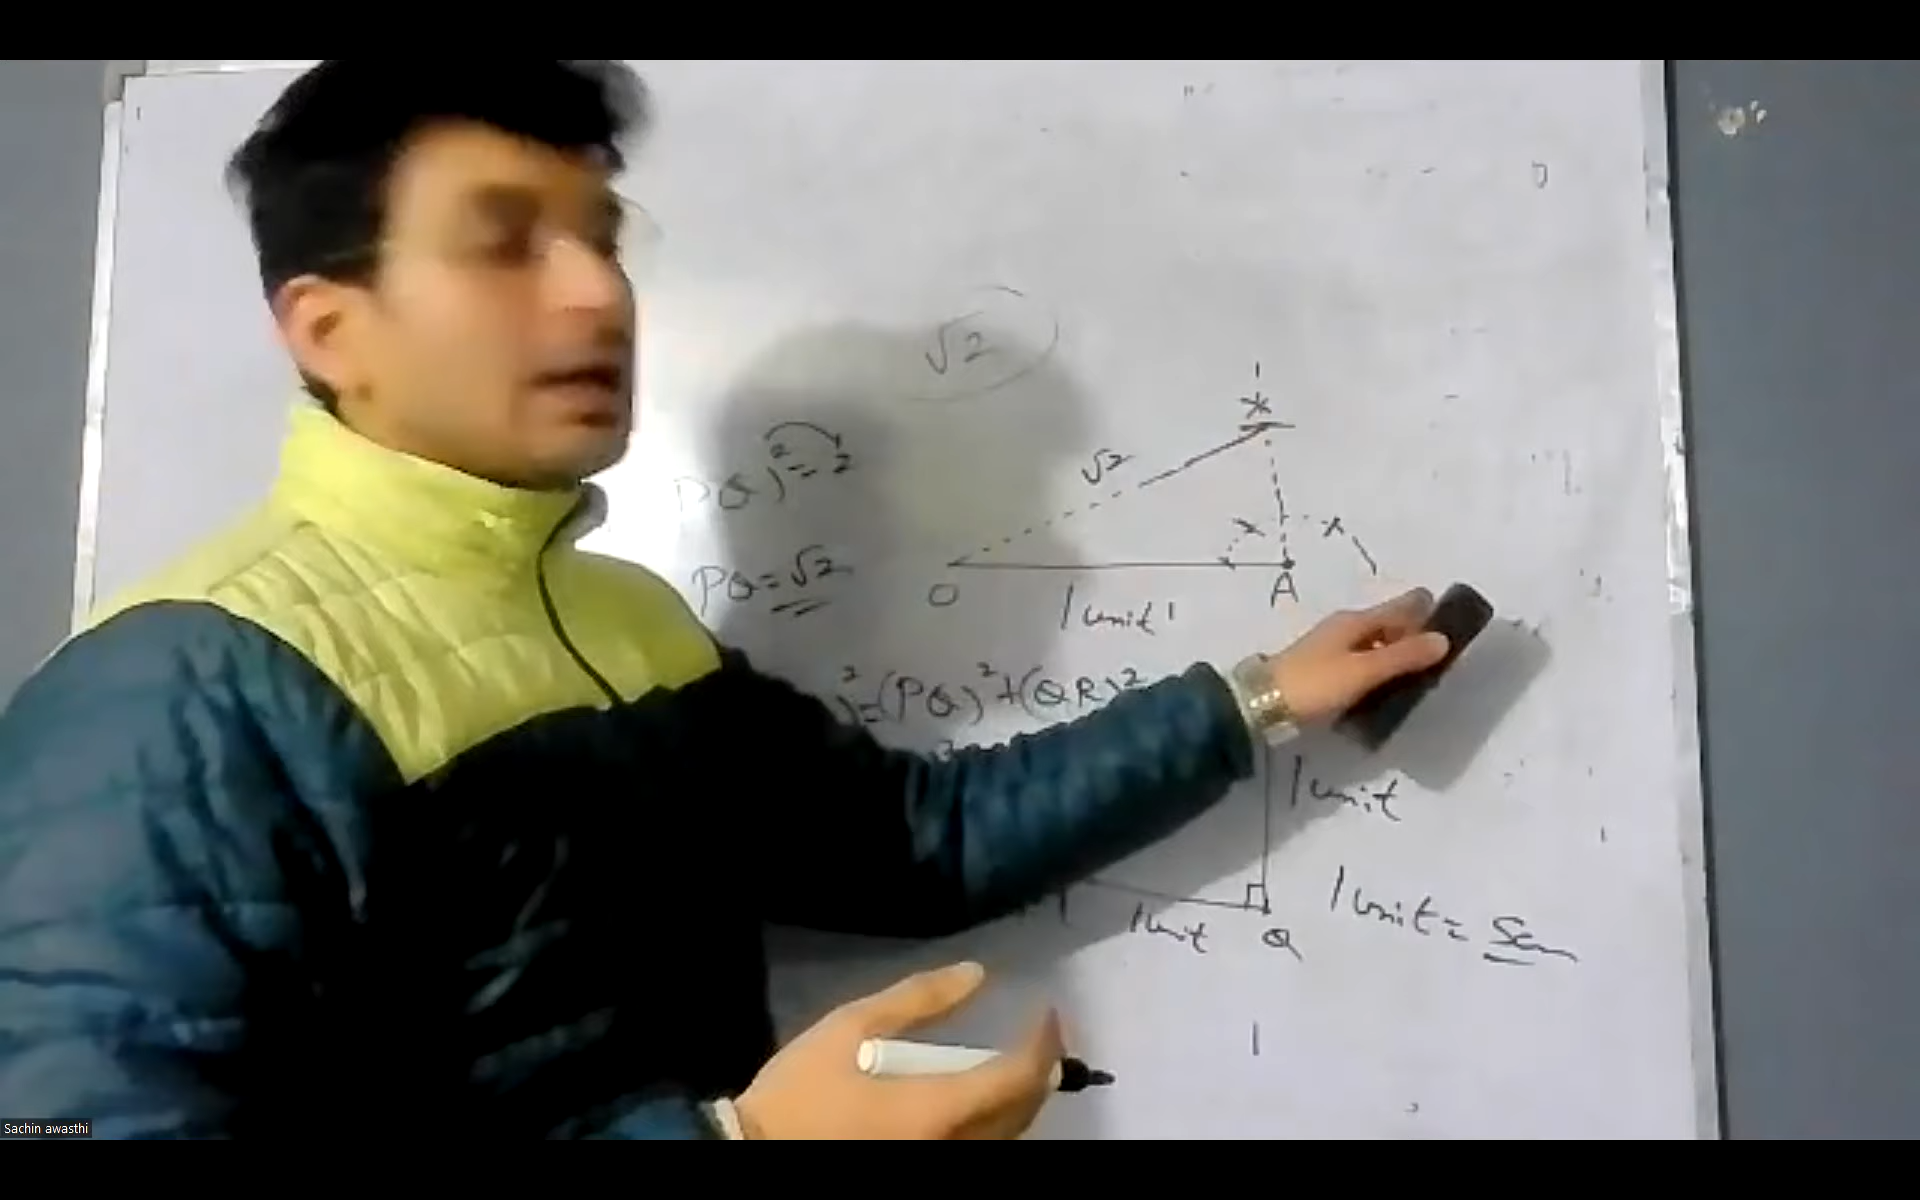 √2
PQ)² = 2
√2
PQ = √2
O
A
1 unit
)² = (PQ)² + (QR)²
1 unit
1 unit
Q
1 unit = 5cm
Sachin awasthi